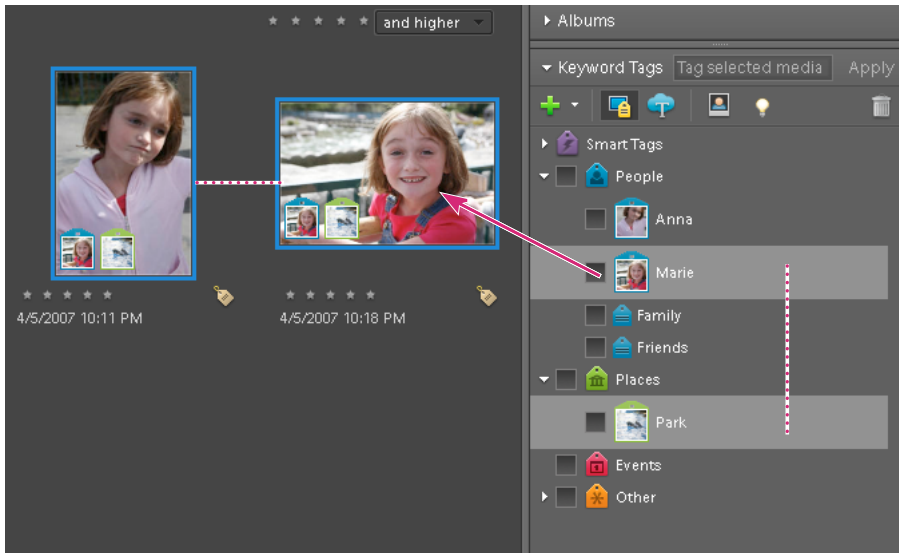 and higher
4/5/2007 10:11 PM
4/5/2007 10:18 PM
Albums
Keyword Tags
Tag selected media
Apply
Smart Tags
People
Anna
Marie
Family
Friends
Places
Park
Events
Other